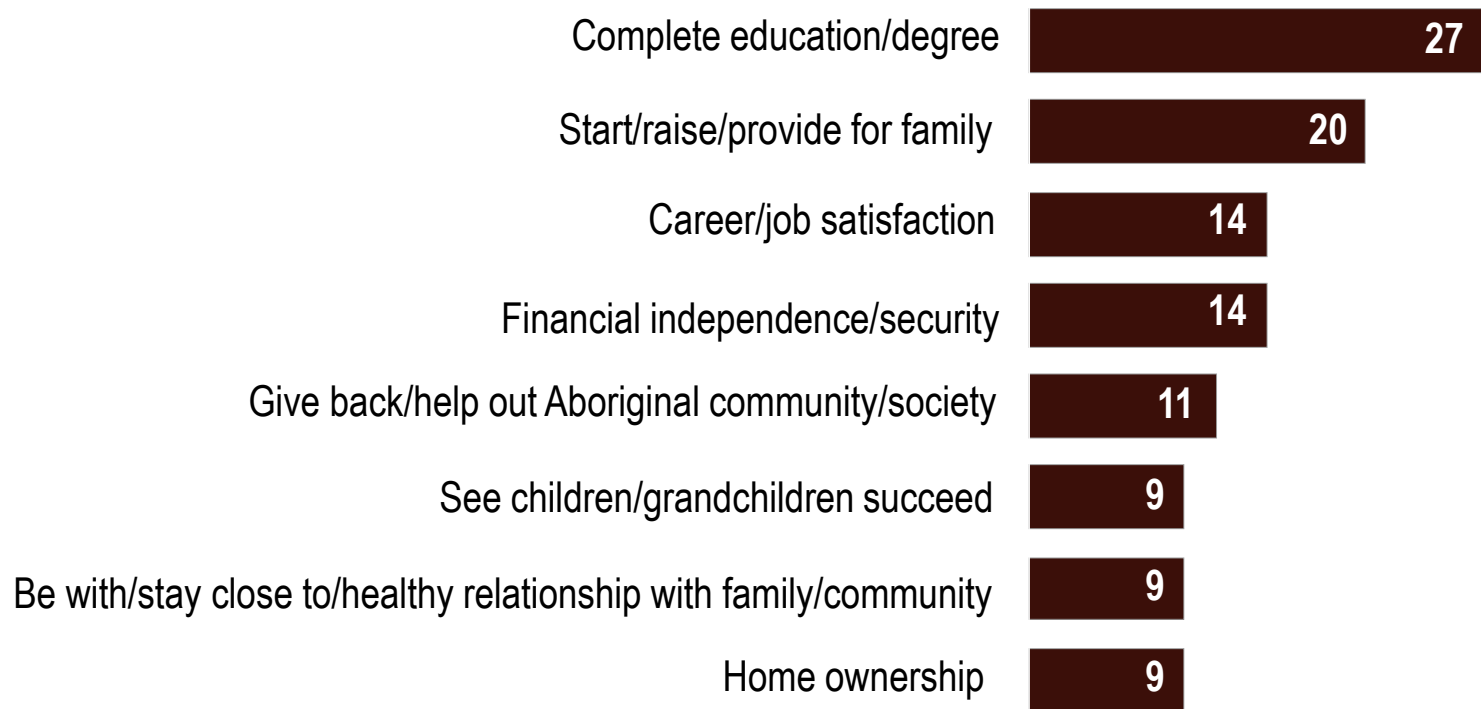 Complete education/degree 27
Start/raise/provide for family 20
Career/job satisfaction 14
Financial independence/security 14
Give back/help out Aboriginal community/society 11
See children/grandchildren succeed 9
Be with/stay close to/healthy relationship with family/community 9
Home ownership 9